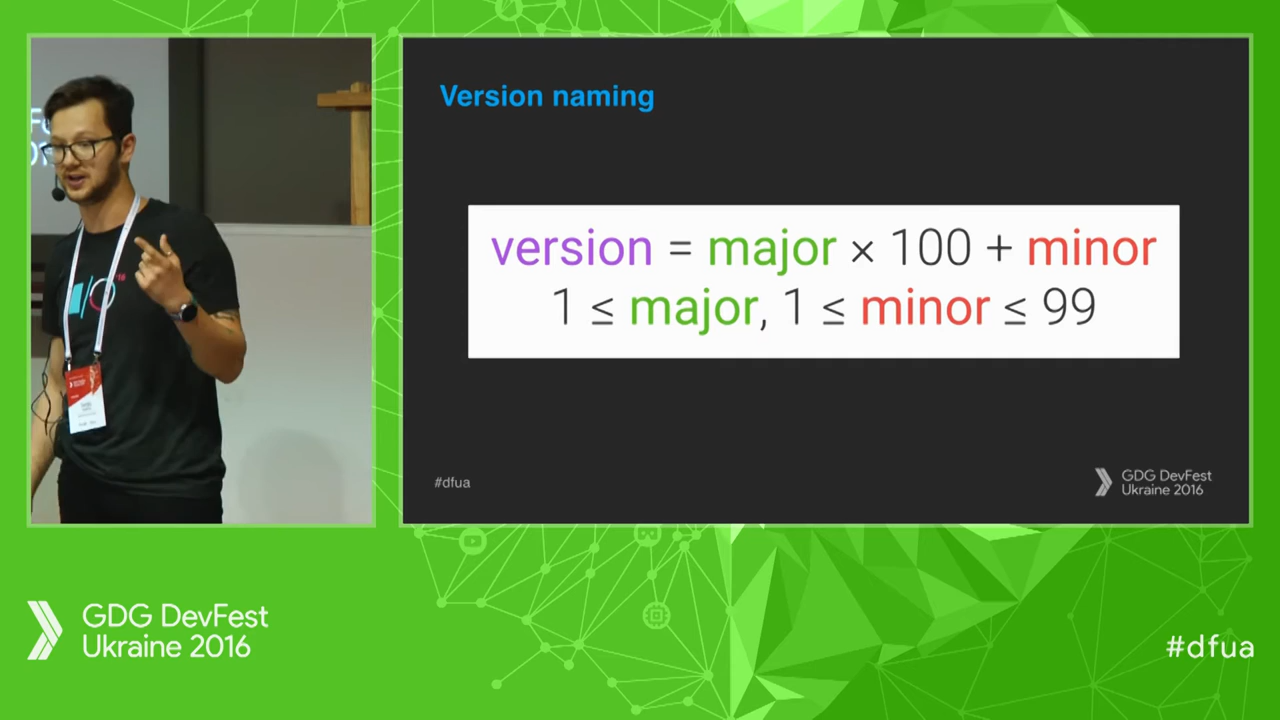 Version naming
version = major × 100 + minor
1 ≤ major, 1 ≤ minor ≤ 99
#dfua
GDG DevFest
Ukraine 2016
GDG DevFest
Ukraine 2016
#dfua